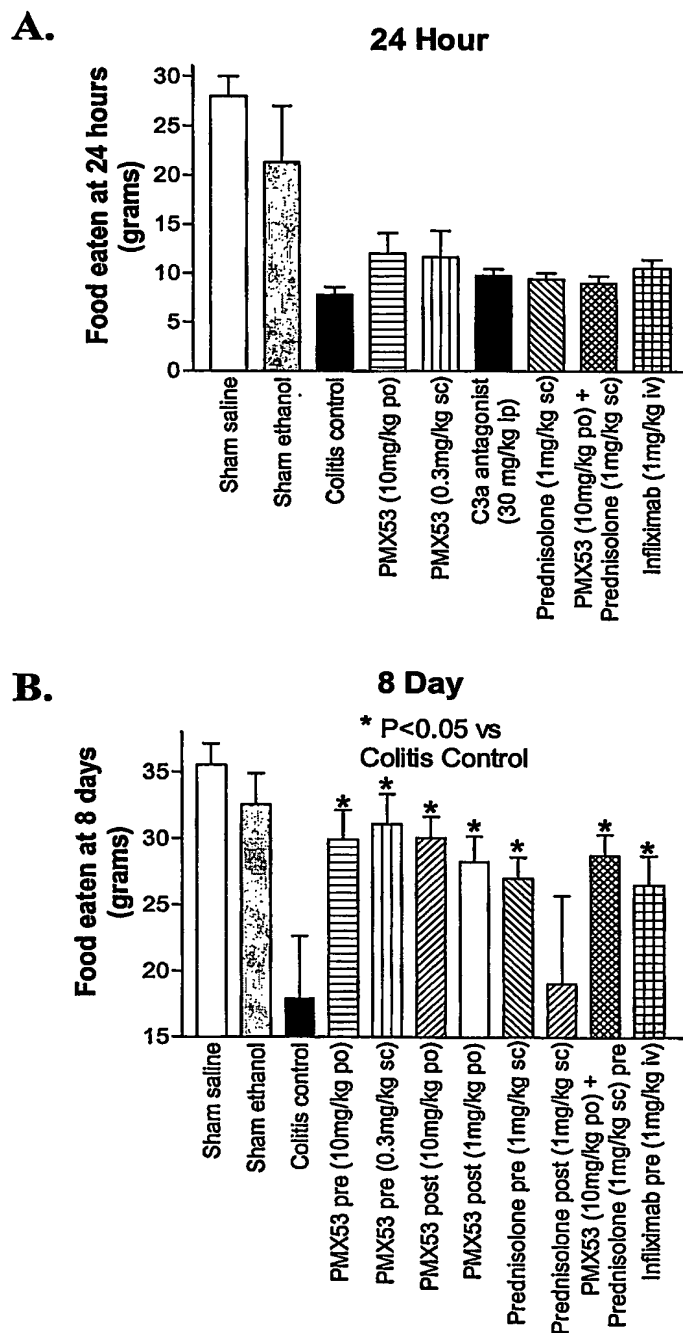 A.
24 Hour
Food eaten at 24 hours
(grams)
30
25
20
15
10
5
0
Sham saline
Sham ethanol
Colitis control
PMX53 (10mg/kg po)
PMX53 (0.3mg/kg sc)
C3a antagonist
(30 mg/kg Ip)
Prednisolone (1mg/kg sc)
PMX53 (10mg/kg po) +
Prednisolone (1mg/kg sc)
Infliximab (1mg/kg iv)
B.
8 Day
* P<0.05 vs
Colitis Control
Food eaten at 8 days
(grams)
35
30
25
20
15
* * * * * * *
Sham saline
Sham ethanol
Colitis control
PMX53 pre (10mg/kg po)
PMX53 pre (0.3mg/kg sc)
PMX53 post (10mg/kg po)
PMX53 post (1mg/kg po)
Prednisolone pre (1mg/kg sc)
Prednisolone post (1mg/kg sc)
PMX53 (10mg/kg po) +
Prednisolone (1mg/kg sc) pre
Infliximab pre (1mg/kg iv)